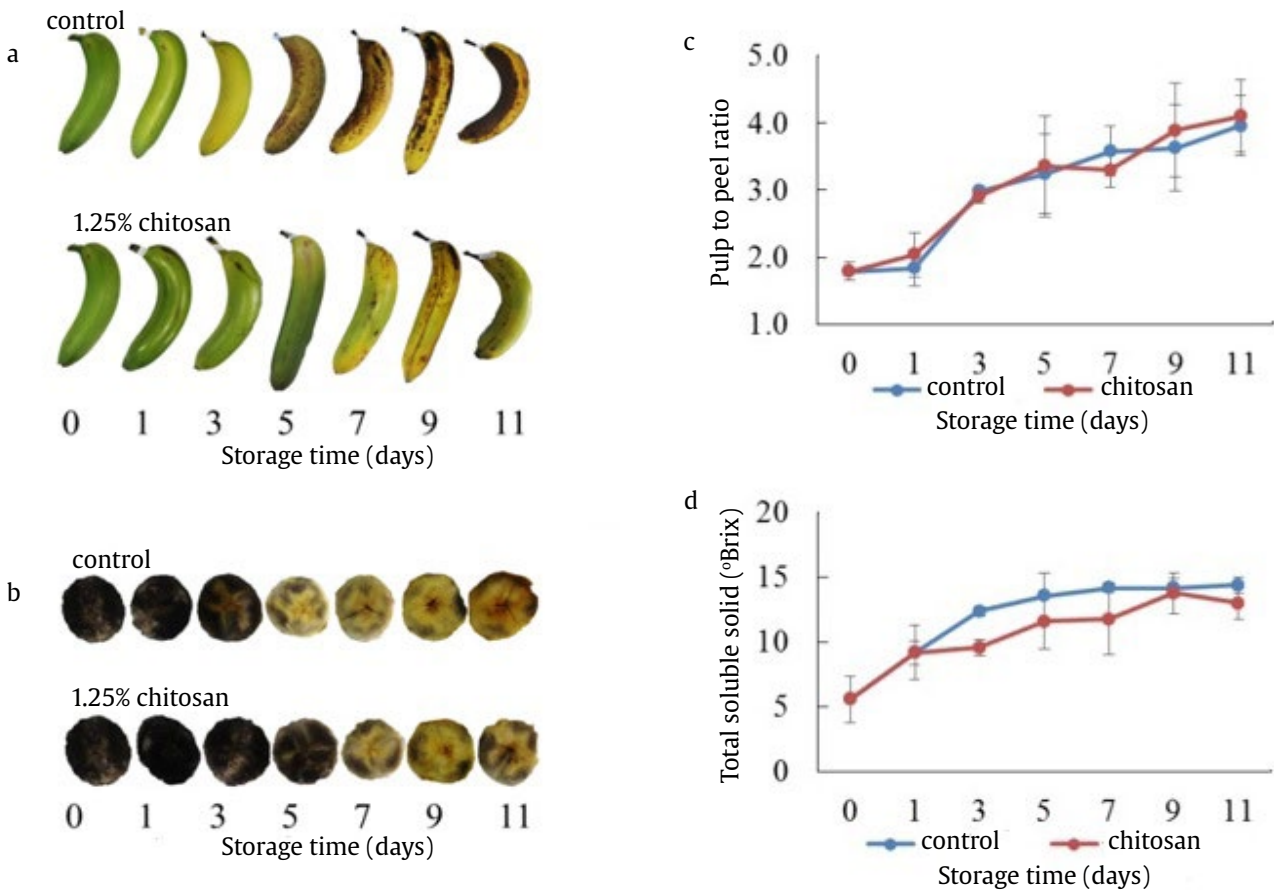 control
a
1.25% chitosan
0 1 3 5 7 9 11
Storage time (days)
b
control
1.25% chitosan
0 1 3 5 7 9 11
Storage time (days)
c
Pulp to peel ratio
5.0
4.0
3.0
2.0
1.0
0 1 3 5 7 9 11
control chitosan
Storage time (days)
d
Total soluble solid (ºBrix)
20
15
10
5
0
0 1 3 5 7 9 11
control chitosan
Storage time (days)